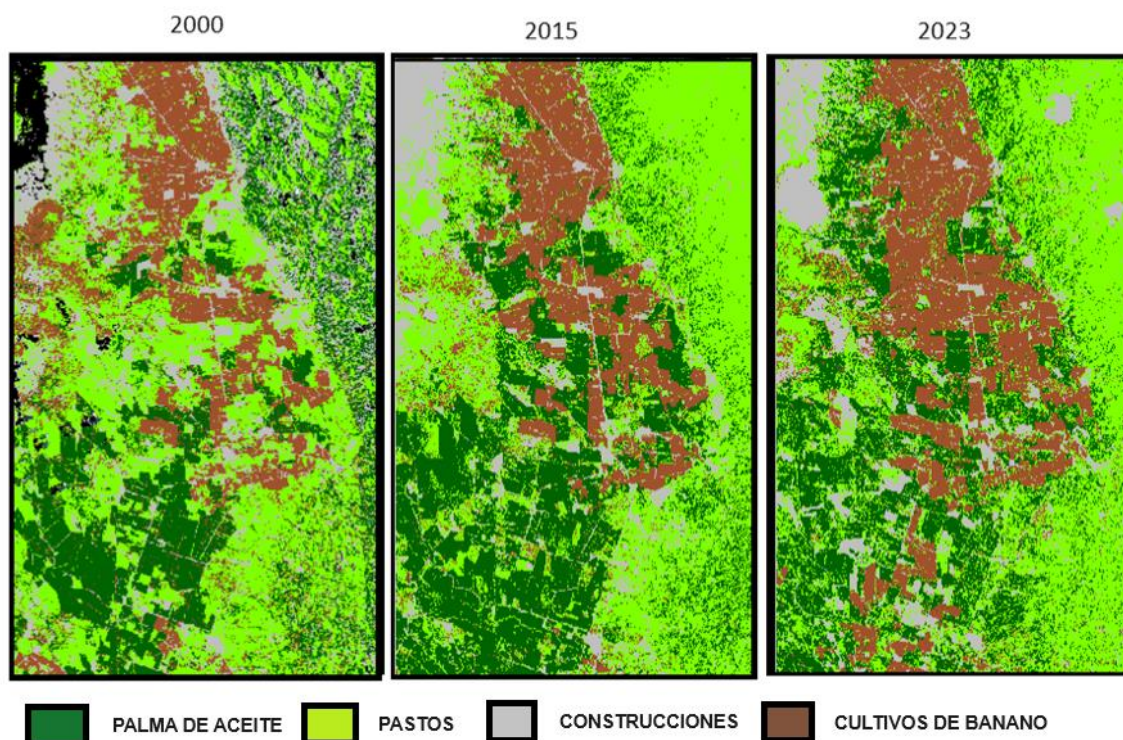 2000 2015 2023
PALMA DE ACEITE PASTOS CONSTRUCCIONES CULTIVOS DE BANANO